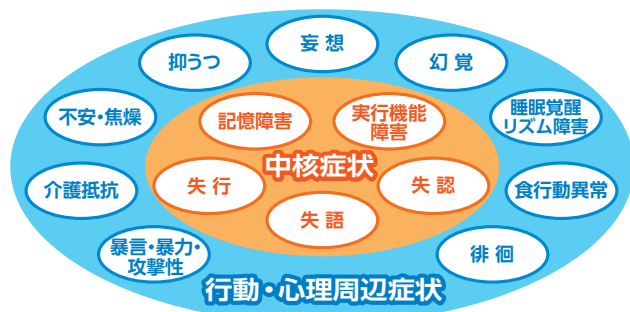 妄想
抑うつ
幻覚
不安・焦燥
記憶障害
実行機能
障害
睡眠覚醒
リズム障害
中核症状
介護抵抗
失行
失認
食行動異常
失語
暴言・暴力・
攻撃性
徘徊
行動・心理周辺症状